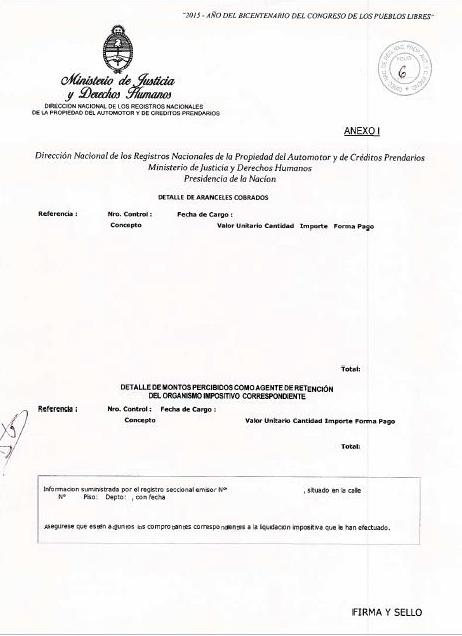 "2015 - AÑO DEL BICENTENARIO DEL CONGRESO DE LOS PUEBLOS LIBRES"
FOLIO
6
Ministerio de Justicia
y Derechos Humanos
DIRECCION NACIONAL DE LOS REGISTROS NACIONALES
DE LA PROPIEDAD DEL AUTOMOTOR Y DE CREDITOS PRENDARIOS
ANEXO I
Dirección Nacional de los Registros Nacionales de la Propiedad del Automotor y de Créditos Prendarios
Ministerio de Justicia y Derechos Humanos
Presidencia de la Nacíon
DETALLE DE ARANCELES COBRADOS
Referencia : Nro. Control : Fecha de Cargo :
Concepto Valor Unitario Cantidad Importe Forma Pago
Total:
DETALLE DE MONTOS PERCIBIDOS COMO AGENTE DE RETENCIÓN
DEL ORGANISMO IMPOSITIVO CORRESPONDIENTE
Referencia : Nro. Control : Fecha de Cargo :
Concepto Valor Unitario Cantidad Importe Forma Pago
Total:
Informacion suministrada por el registro seccional emisor Nº , situado en la calle
Nº Piso: Depto: , con fecha
Asegurese que esten adjuntos los comprobantes correspondientes a la liquidacion impositiva que le han efectuado.
FIRMA Y SELLO